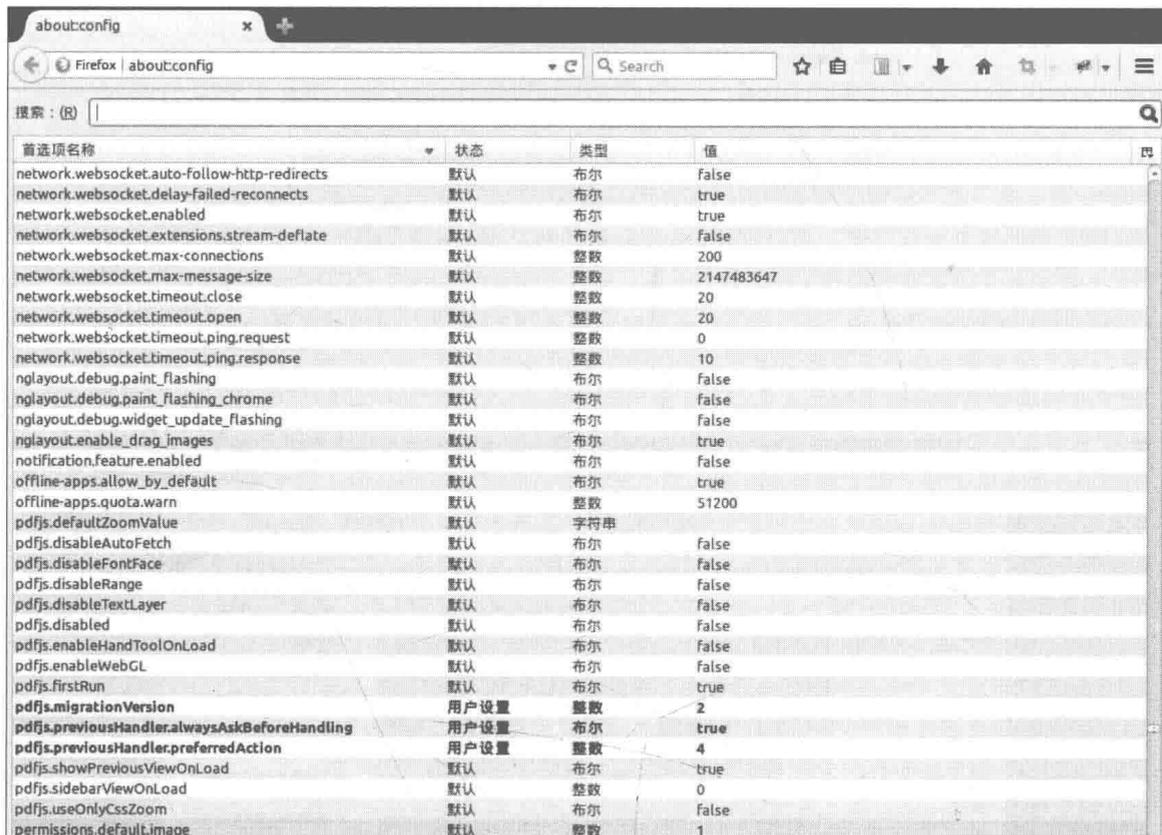 about:config
Firefox about:config Search
搜索：(R)
首选项名称 状态 类型 值
network.websocket.auto-follow-http-redirects 默认 布尔 false
network.websocket.delay-failed-reconnects 默认 布尔 true
network.websocket.enabled 默认 布尔 true
network.websocket.extensions.stream-deflate 默认 布尔 false
network.websocket.max-connections 默认 整数 200
network.websocket.max-message-size 默认 整数 2147483647
network.websocket.timeout.close 默认 整数 20
network.websocket.timeout.open 默认 整数 20
network.websocket.timeout.ping.request 默认 整数 0
network.websocket.timeout.ping.response 默认 整数 10
nglayout.debug.paint_flashing 默认 布尔 false
nglayout.debug.paint_flashing_chrome 默认 布尔 false
nglayout.debug.widget_update_flashing 默认 布尔 false
nglayout.enable_drag_images 默认 布尔 true
notification.feature.enabled 默认 布尔 false
offline-apps.allow_by_default 默认 布尔 true
offline-apps.quota.warn 默认 整数 51200
pdfjs.defaultZoomValue 默认 字符串
pdfjs.disableAutoFetch 默认 布尔 false
pdfjs.disableFontFace 默认 布尔 false
pdfjs.disableRange 默认 布尔 false
pdfjs.disableTextLayer 默认 布尔 false
pdfjs.disabled 默认 布尔 false
pdfjs.enableHandToolOnLoad 默认 布尔 false
pdfjs.enableWebGL 默认 布尔 false
pdfjs.firstRun 默认 布尔 true
pdfjs.migrationVersion 用户设置 整数 2
pdfjs.previousHandler.alwaysAskBeforeHandling 用户设置 布尔 true
pdfjs.previousHandler.preferredAction 用户设置 整数 4
pdfjs.showPreviousViewOnLoad 默认 布尔 true
pdfjs.sidebarViewOnLoad 默认 整数 0
pdfjs.useOnlyCssZoom 默认 布尔 false
permissions.default.image 默认 整数 1